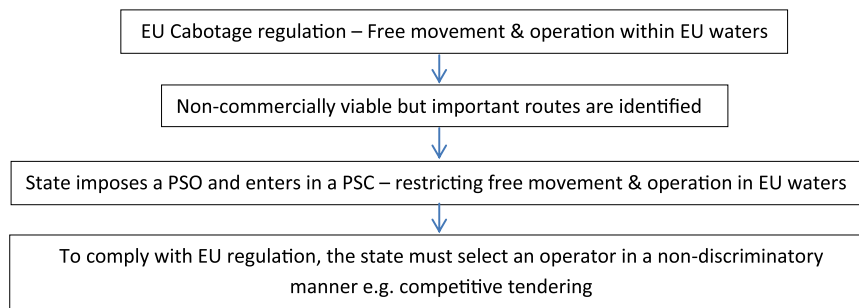 EU Cabotage regulation – Free movement & operation within EU waters
Non-commercially viable but important routes are identified
State imposes a PSO and enters in a PSC – restricting free movement & operation in EU waters
To comply with EU regulation, the state must select an operator in a non-discriminatory
manner e.g. competitive tendering